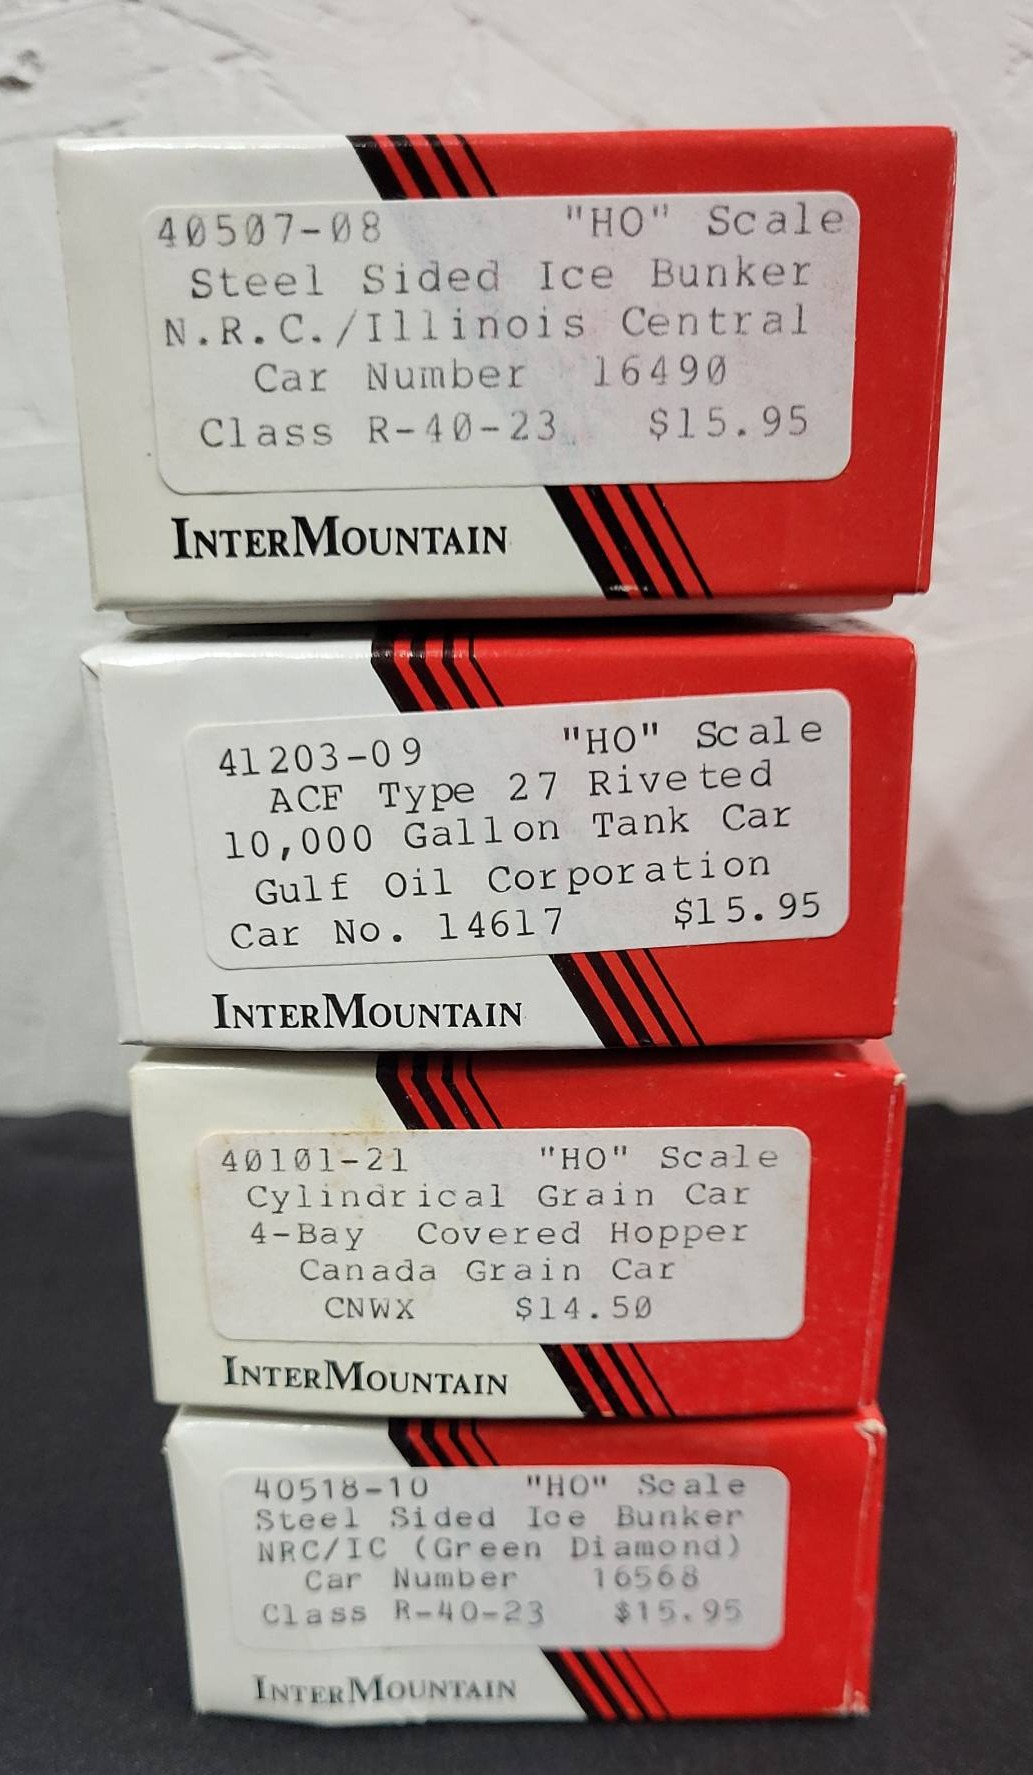 40507-08 "HO" Scale
Steel Sided Ice Bunker
N.R.C./Illinois Central
Car Number 16490
Class R-40-23 $15.95
INTERMOUNTAIN
41203-09 "HO" Scale
ACF Type 27 Riveted
10,000 Gallon Tank Car
Gulf Oil Corporation
Car No. 14617 $15.95
INTERMOUNTAIN
40101-21 "HO" Scale
Cylindrical Grain Car
4-Bay Covered Hopper
Canada Grain Car
CNWX $14.50
INTERMOUNTAIN
40518-10 "HO" Scale
Steel Sided Ice Bunker
NRC/IC (Green Diamond)
Car Number 16568
Class R-40-23 $15.95
INTERMOUNTAIN